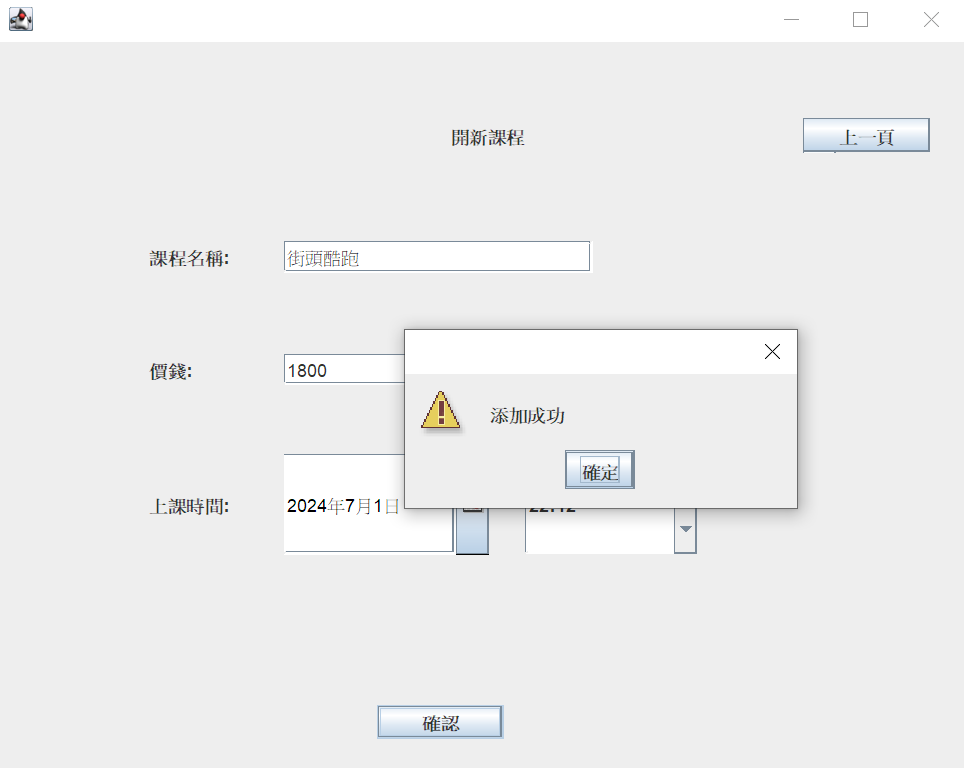 開新課程
上一頁
課程名稱:
街頭酷跑
價錢:
1800
添加成功
確定
上課時間:
2024年7月1日
確認